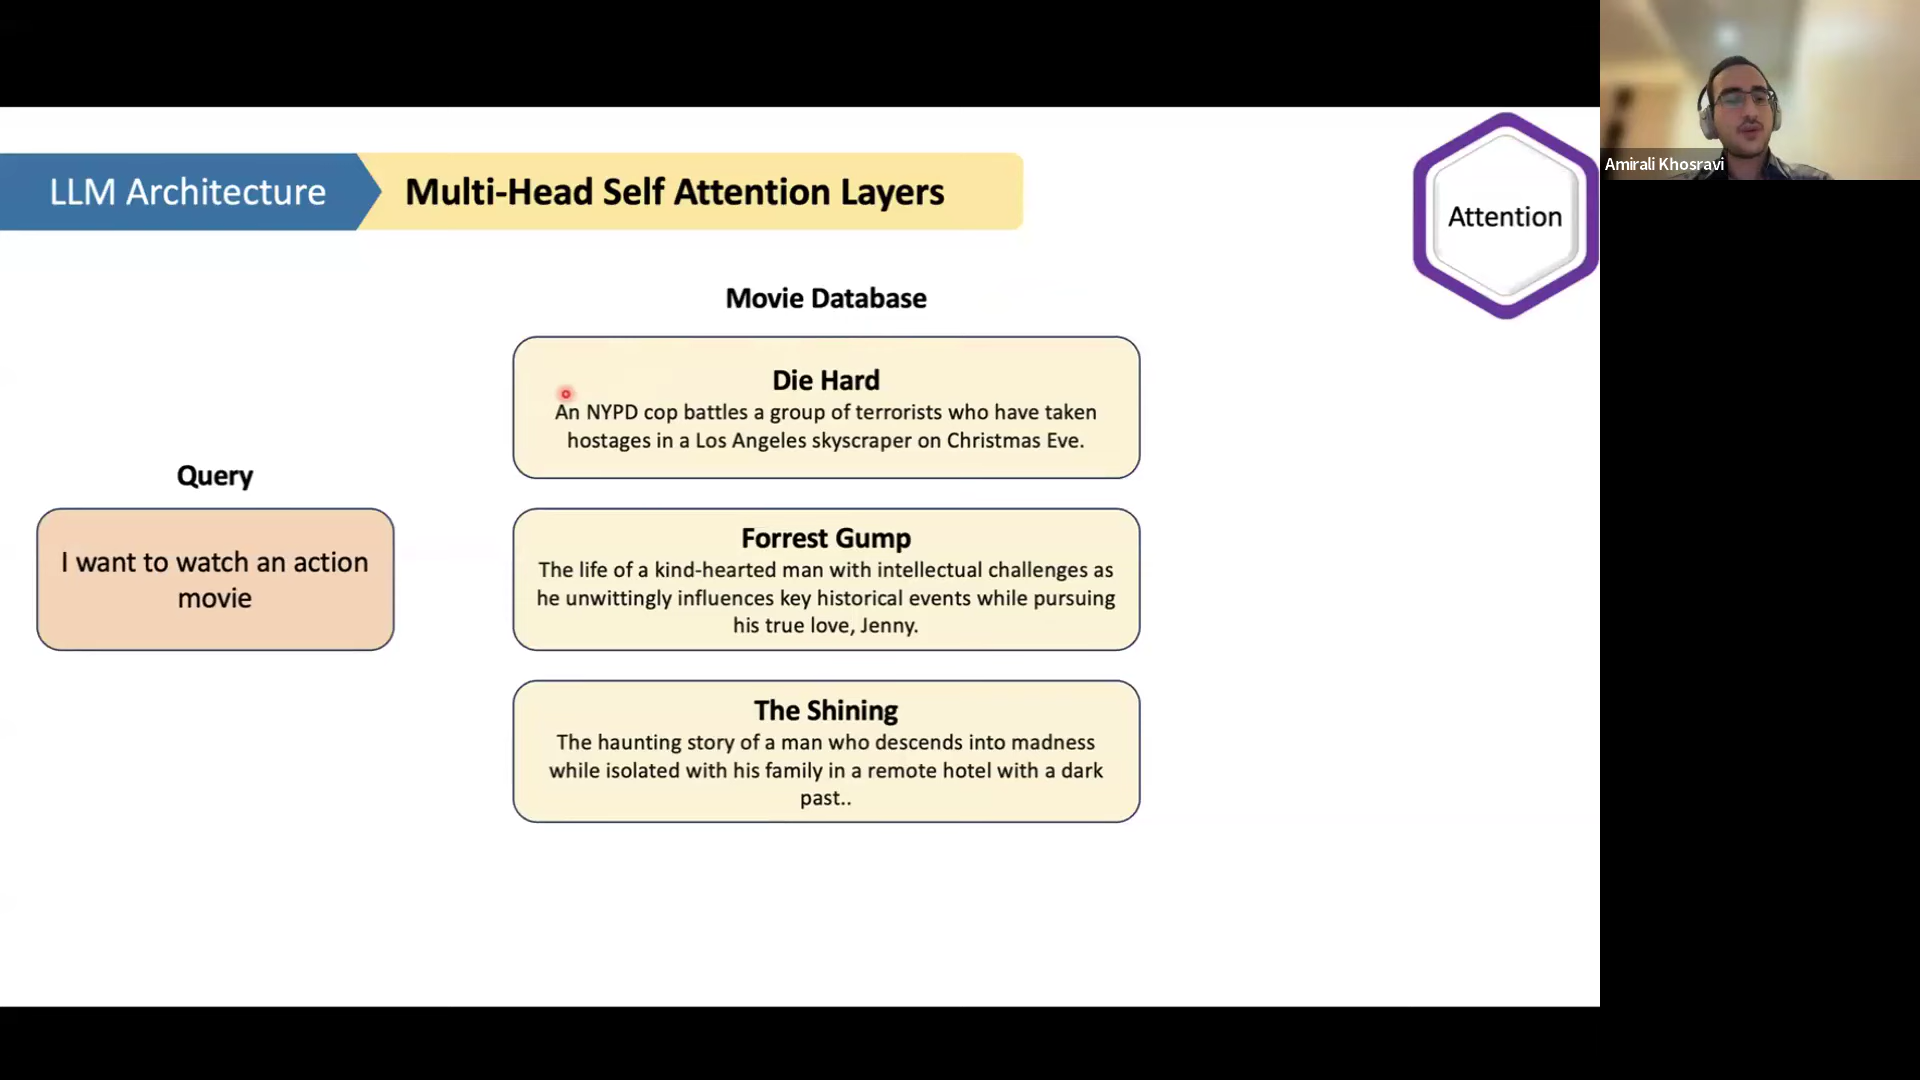 LLM Architecture
Multi-Head Self Attention Layers
Attention
Amirali Khosravi
Movie Database
Die Hard
An NYPD cop battles a group of terrorists who have taken
hostages in a Los Angeles skyscraper on Christmas Eve.
Query
I want to watch an action
movie
Forrest Gump
The life of a kind-hearted man with intellectual challenges as
he unwittingly influences key historical events while pursuing
his true love, Jenny.
The Shining
The haunting story of a man who descends into madness
while isolated with his family in a remote hotel with a dark
past..